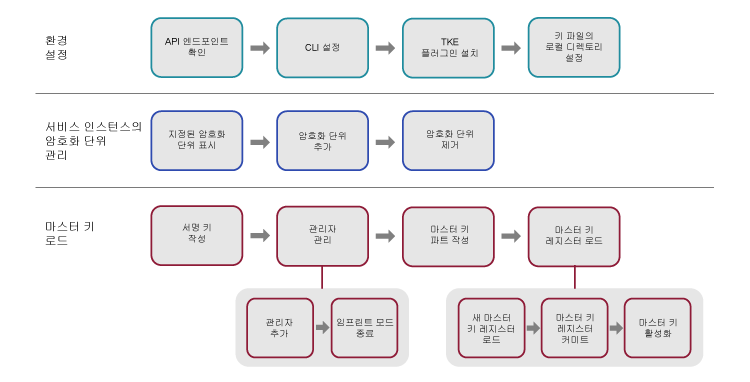 환경
설정
API 엔드포인트
확인
CLI 설정
TKE
플러그인 설치
키 파일의
로컬 디렉토리
설정
서비스 인스턴스의
암호화 단위
관리
지정된 암호화
단위 표시
암호화 단위
추가
암호화 단위
제거
마스터 키
로드
서명 키
작성
관리자
관리
마스터 키
파트 작성
마스터 키
레지스터 로드
관리자
추가
임프린트 모드
종료
새 마스터
키 레지스터
로드
마스터 키
레지스터
커미트
마스터 키
활성화